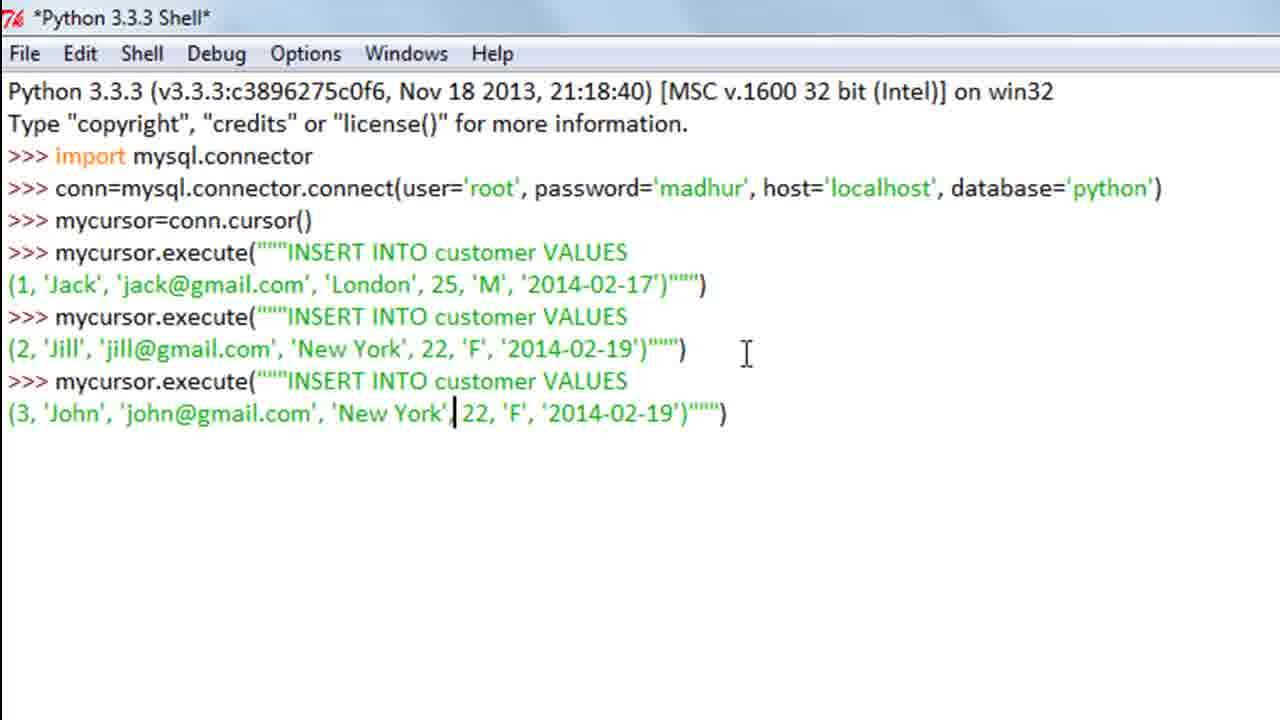 *Python 3.3.3 Shell*
File Edit Shell Debug Options Windows Help
Python 3.3.3 (v3.3.3:c3896275c0f6, Nov 18 2013, 21:18:40) [MSC v.1600 32 bit (Intel)] on win32
Type "copyright", "credits" or "license()" for more information.
>>> import mysql.connector
>>> conn=mysql.connector.connect(user='root', password='madhur', host='localhost', database='python')
>>> mycursor=conn.cursor()
>>> mycursor.execute("""INSERT INTO customer VALUES
(1, 'Jack', 'jack@gmail.com', 'London', 25, 'M', '2014-02-17')""")
>>> mycursor.execute("""INSERT INTO customer VALUES
(2, 'Jill', 'jill@gmail.com', 'New York', 22, 'F', '2014-02-19')""")
>>> mycursor.execute("""INSERT INTO customer VALUES
(3, 'John', 'john@gmail.com', 'New York', 22, 'F', '2014-02-19')""")